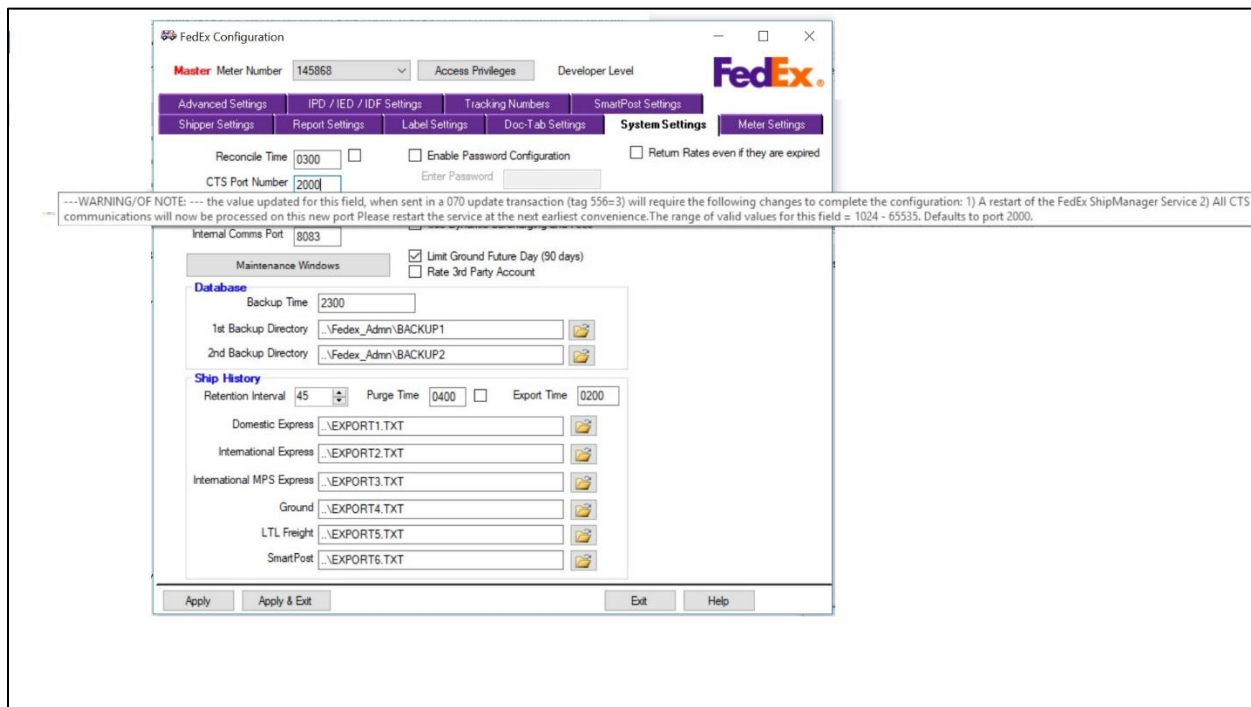 FedEx Configuration
Master Meter Number 145868 Access Privileges Developer Level FedEx®
Advanced Settings IPD / IED / IDF Settings Tracking Numbers SmartPost Settings
Shipper Settings Report Settings Label Settings Doc-Tab Settings System Settings Meter Settings
Reconcile Time 0300 Enable Password Configuration Return Rates even if they are expired
CTS Port Number 2000 Enter Password
---WARNING/OF NOTE: --- the value updated for this field, when sent in a 070 update transaction (tag 556=3) will require the following changes to complete the configuration: 1) A restart of the FedEx ShipManager Service 2) All CTS
communications will now be processed on this new port Please restart the service at the next earliest convenience.The range of valid values for this field = 1024 - 65535. Defaults to port 2000.
Internal Comms Port 8083
Limit Ground Future Day (90 days)
Maintenance Windows Rate 3rd Party Account
Database
Backup Time 2300
1st Backup Directory ..\Fedex_Admn\BACKUP1
2nd Backup Directory ..\Fedex_Admn\BACKUP2
Ship History
Retention Interval 45 Purge Time 0400 Export Time 0200
Domestic Express ..\EXPORT1.TXT
International Express ..\EXPORT2.TXT
International MPS Express ..\EXPORT3.TXT
Ground ..\EXPORT4.TXT
LTL Freight ..\EXPORT5.TXT
SmartPost ..\EXPORT6.TXT
Apply Apply & Exit Exit Help